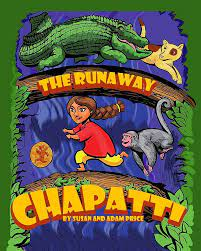 THE RUNAWAY
CHAPATTI
BY SUSAN AND ADAM PRICE